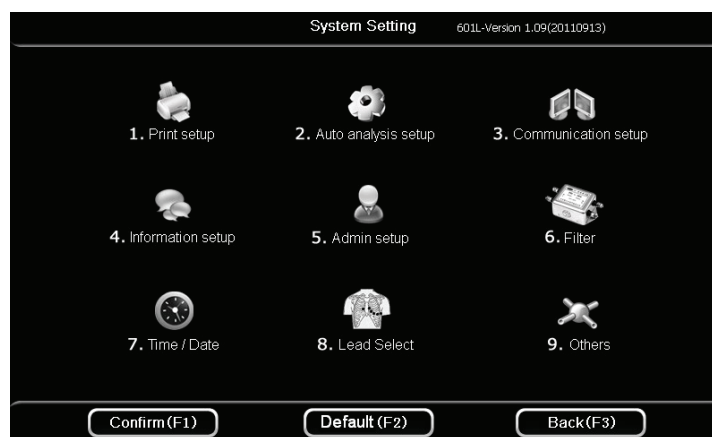 System Setting 601L-Version 1.09(20110913)
1. Print setup 2. Auto analysis setup 3. Communication setup
4. Information setup 5. Admin setup 6. Filter
7. Time / Date 8. Lead Select 9. Others
Confirm(F1) Default(F2) Back(F3)